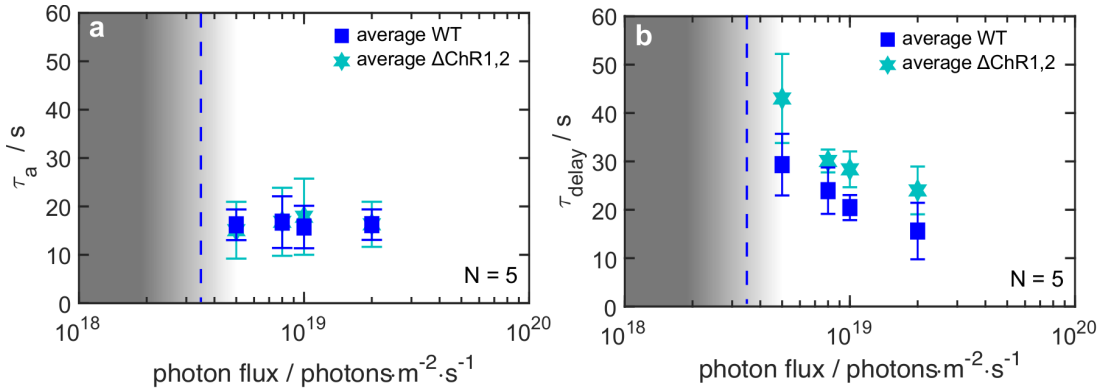 a
average WT
average ΔChR1,2
τa / s
60
50
40
30
20
10
0
N = 5
10^18
10^19
10^20
photon flux / photons·m^-2·s^-1
b
average WT
average ΔChR1,2
τdelay / s
60
50
40
30
20
10
0
N = 5
10^18
10^19
10^20
photon flux / photons·m^-2·s^-1